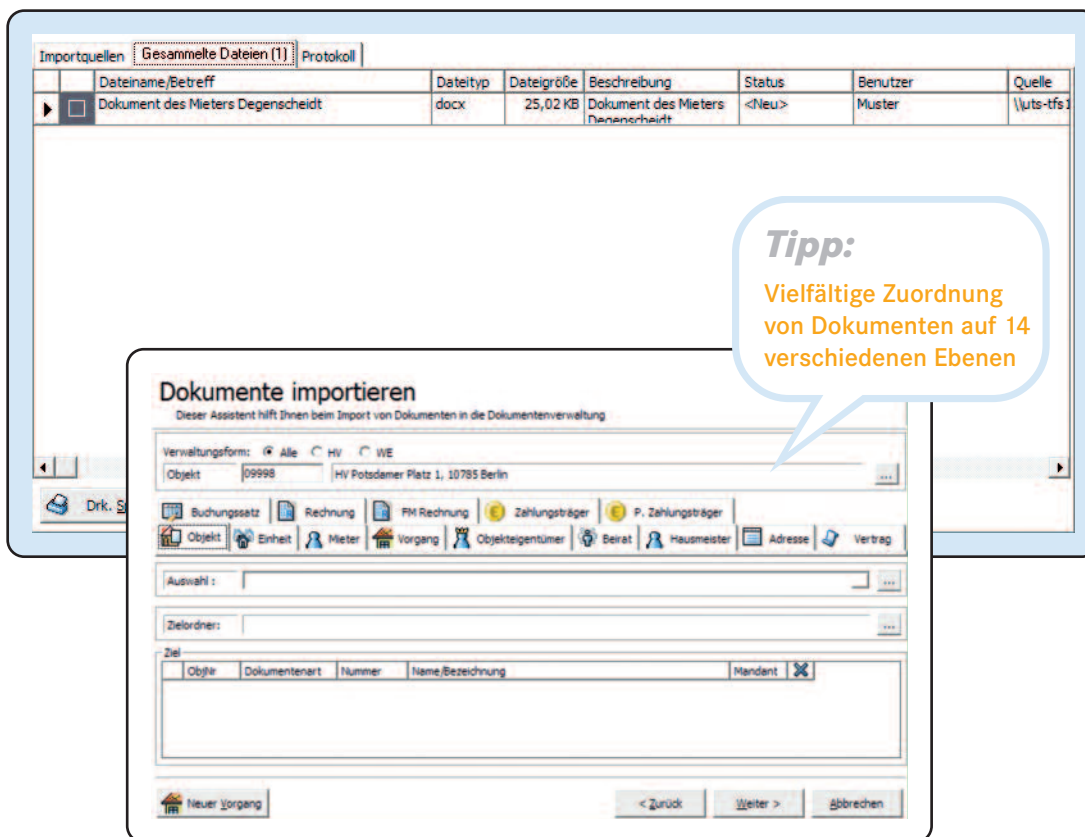 Importquellen Gesammelte Dateien (1) Protokoll
Dateiname/Betreff Dateityp Dateigröße Beschreibung Status Benutzer Quelle
Dokument des Mieters Degenscheidt docx 25,02 KB Dokument des Mieters <Neu> Muster \\uts-tfs1
Degenscheidt
Tipp:
Vielfältige Zuordnung
von Dokumenten auf 14
verschiedenen Ebenen
Drk.
Dokumente importieren
Dieser Assistent hilft Ihnen beim Import von Dokumenten in die Dokumentenverwaltung
Verwaltungsform: Alle HV WE
Objekt 09998 HV Potsdamer Platz 1, 10785 Berlin ...
Buchungssatz Rechnung FM Rechnung Zahlungsträger P. Zahlungsträger
Objekt Einheit Mieter Vorgang Objekteigentümer Beirat Hausmeister Adresse Vertrag
Auswahl : ...
Zielordner: ...
Ziel
ObjNr Dokumentenart Nummer Name/Bezeichnung Mandant
Neuer Vorgang < Zurück Weiter > Abbrechen